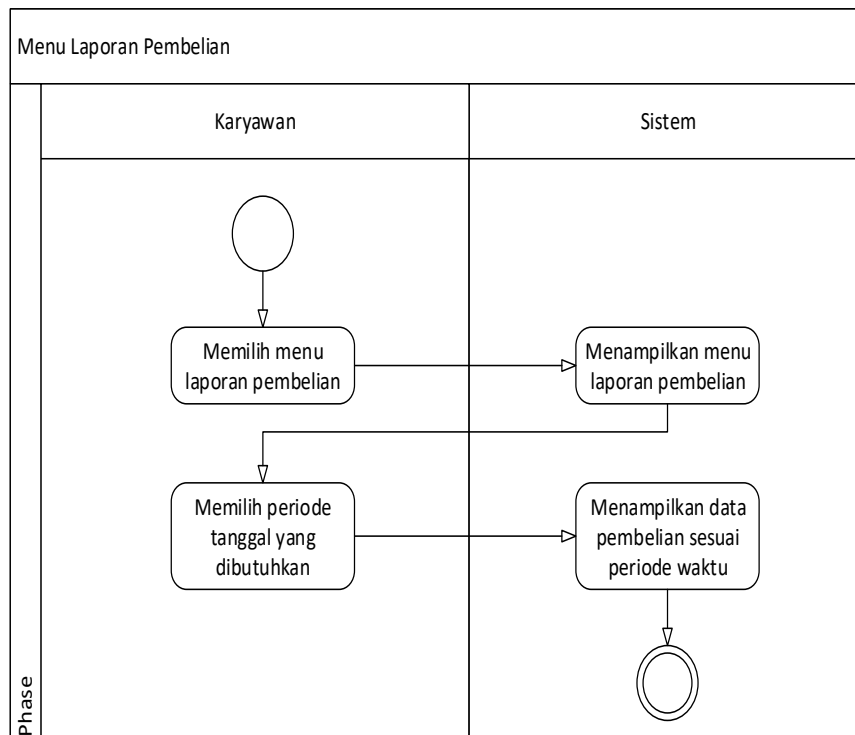 Menu Laporan Pembelian
Karyawan
Sistem
Memilih menu
laporan pembelian
Menampilkan menu
laporan pembelian
Memilih periode
tanggal yang
dibutuhkan
Menampilkan data
pembelian sesuai
periode waktu
Phase